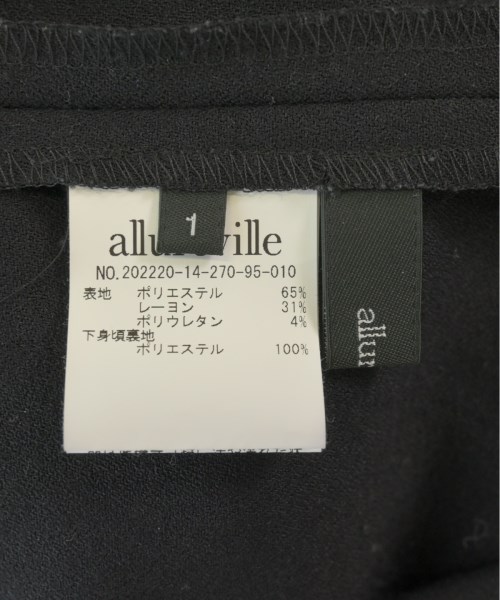 1
NO.202220-14-270-95-010
表地 ポリエステル 65%
レーヨン 31%
ポリウレタン 4%
下身頃裏地
ポリエステル 100%